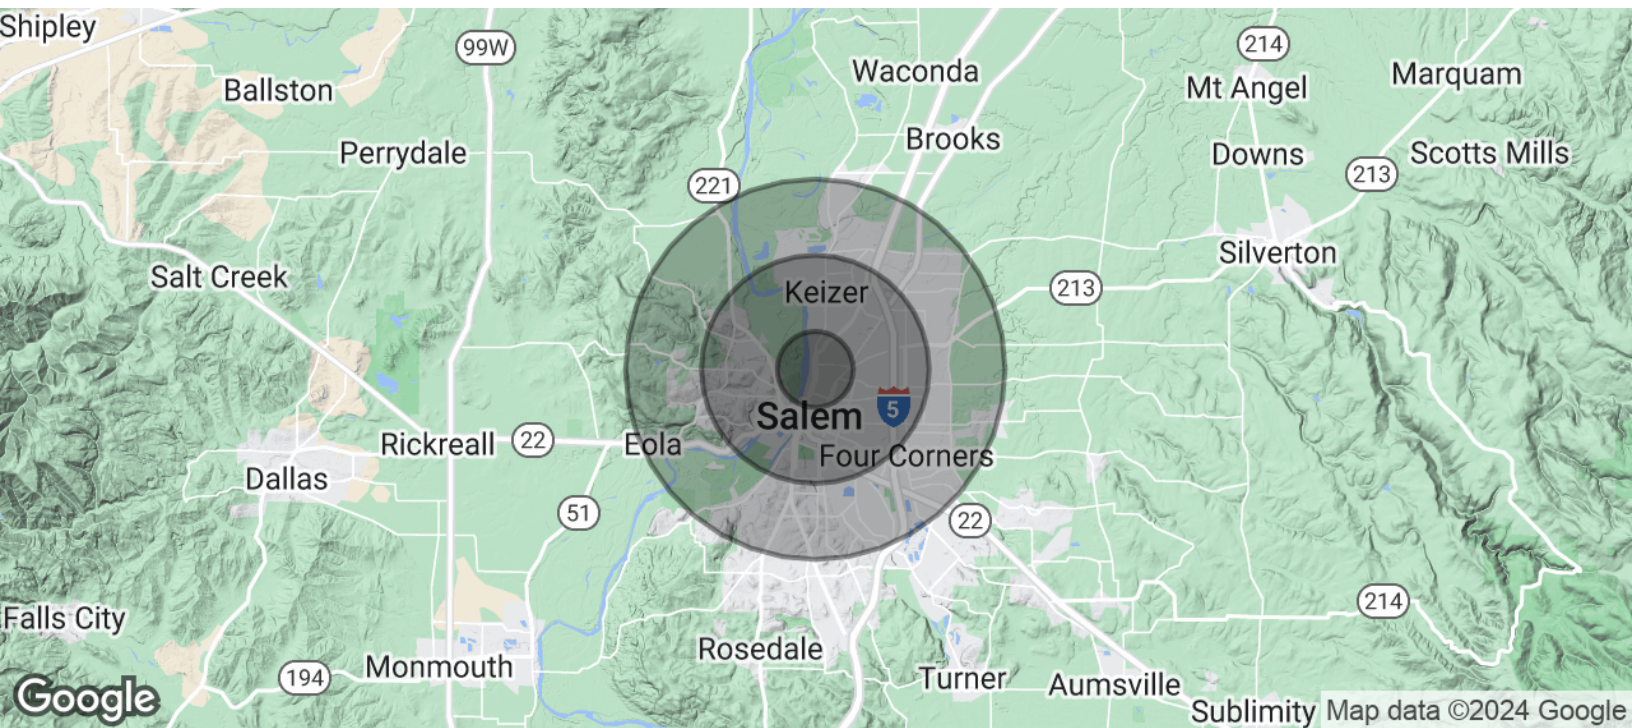 Shipley
99W
214
Waconda
Marquam
Ballston
Mt Angel
Brooks
Perrydale
Downs
Scotts Mills
213
221
Silverton
Salt Creek
213
Keizer
Salem
5
Rickreall
22
Eola
Four Corners
Dallas
51
22
214
Falls City
Rosedale
Monmouth
194
Turner
Aumsville
Google
Sublimity
Map data ©2024 Google